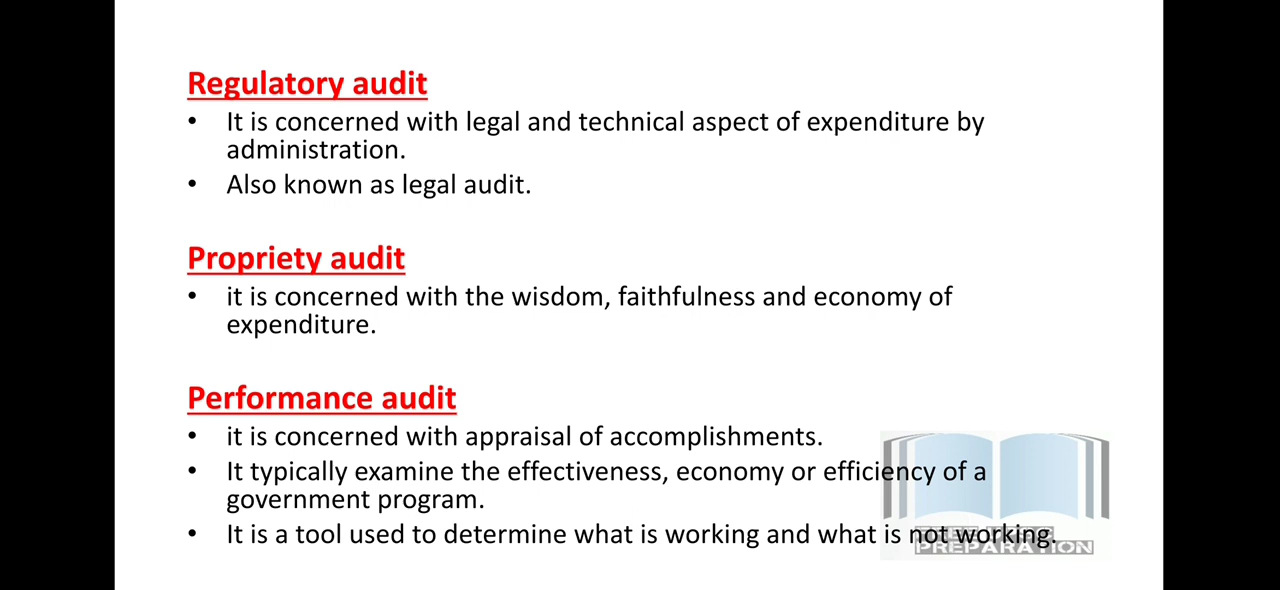 Regulatory audit
• It is concerned with legal and technical aspect of expenditure by
administration.
• Also known as legal audit.
Propriety audit
• it is concerned with the wisdom, faithfulness and economy of
expenditure.
Performance audit
• it is concerned with appraisal of accomplishments.
• It typically examine the effectiveness, economy or efficiency of a
government program.
• It is a tool used to determine what is working and what is not working.
PREPARATION